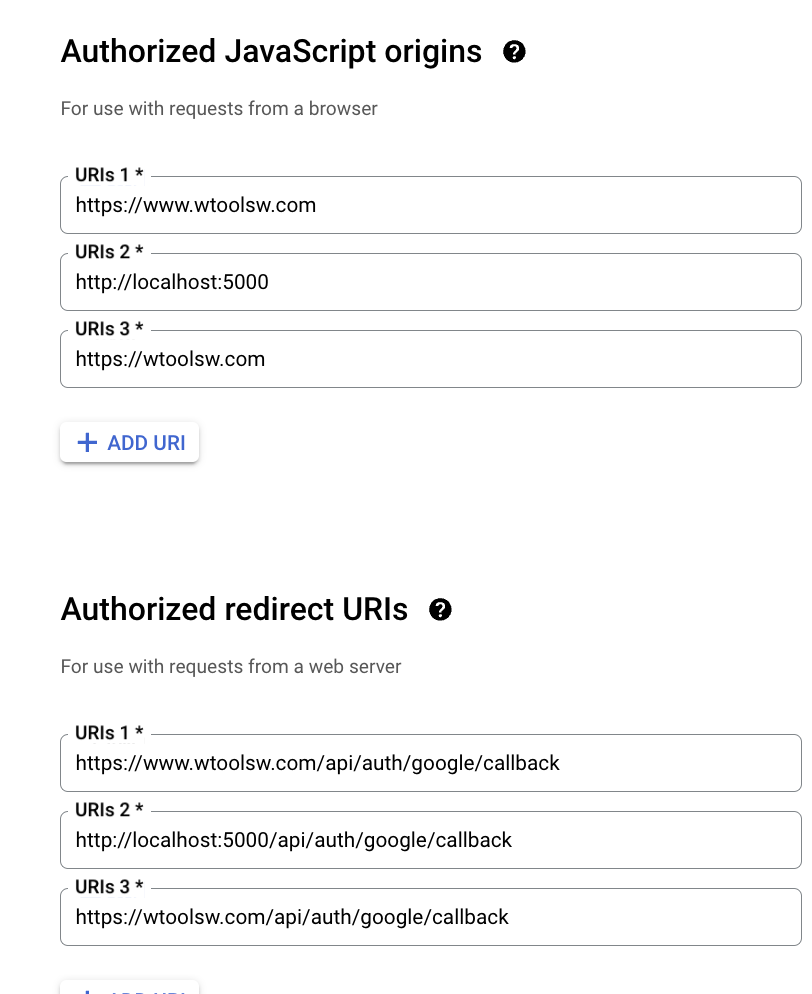 Authorized JavaScript origins
For use with requests from a browser
URIs 1 *
https://www.wtoolsw.com
URIs 2 *
http://localhost:5000
URIs 3 *
https://wtoolsw.com
ADD URI
Authorized redirect URIs
For use with requests from a web server
URIs 1 *
https://www.wtoolsw.com/api/auth/google/callback
URIs 2 *
http://localhost:5000/api/auth/google/callback
URIs 3 *
https://wtoolsw.com/api/auth/google/callback